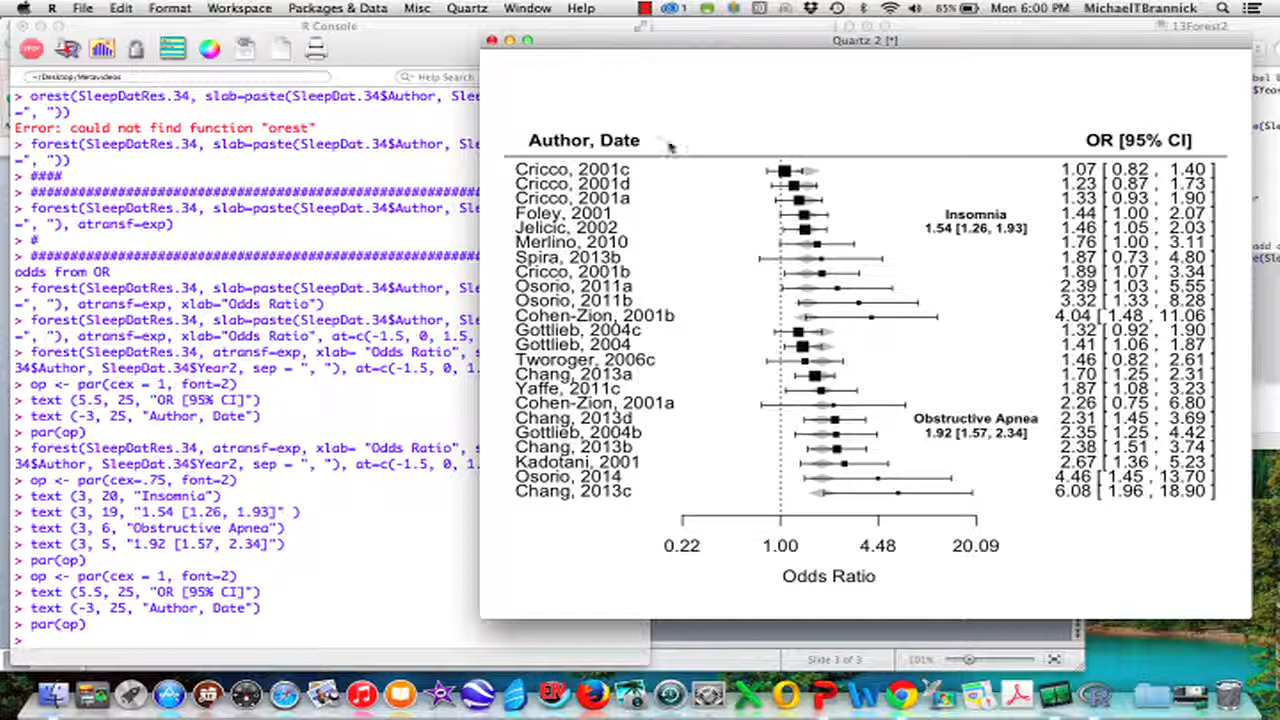 R File Edit Format Workspace Packages & Data Misc Quartz Window Help 1 85% Mon 6:00 PM MichaelTBrannick
R Console
13Forest2
Quartz 2 [*]
STOP
~/Desktop/Metavideos
Help Search
> orest(SleepDatRes.34, slab=paste(SleepDat.34$Author, Sle
=", "))
Error: could not find function "orest"
> forest(SleepDatRes.34, slab=paste(SleepDat.34$Author, Sle
=", "))
> ####
> ##################################################
> forest(SleepDatRes.34, slab=paste(SleepDat.34$Author, Sle
=", "), atransf=exp)
> #
> ##################################################
odds from OR
> forest(SleepDatRes.34, slab=paste(SleepDat.34$Author, Sle
=", "), atransf=exp, xlab="Odds Ratio")
> forest(SleepDatRes.34, slab=paste(SleepDat.34$Author, Sle
=", "), atransf=exp, xlab="Odds Ratio", at=c(-1.5, 0, 1.5,
> forest(SleepDatRes.34, atransf=exp, xlab= "Odds Ratio", s
34$Author, SleepDat.34$Year2, sep = ", "), at=c(-1.5, 0, 1.
> op <- par(cex = 1, font=2)
> text (5.5, 25, "OR [95% CI]")
> text (-3, 25, "Author, Date")
> par(op)
> forest(SleepDatRes.34, atransf=exp, xlab= "Odds Ratio", s
34$Author, SleepDat.34$Year2, sep = ", "), at=c(-1.5, 0, 1.
> op <- par(cex=.75, font=2)
> text (3, 20, "Insomnia")
> text (3, 19, "1.54 [1.26, 1.93]" )
> text (3, 6, "Obstructive Apnea")
> text (3, 5, "1.92 [1.57, 2.34]")
> par(op)
> op <- par(cex = 1, font=2)
> text (5.5, 25, "OR [95% CI]")
> text (-3, 25, "Author, Date")
> par(op)
>
Author, Date OR [95% CI]
Cricco, 2001c 1.07 [ 0.82 , 1.40 ]
Cricco, 2001d 1.23 [ 0.87 , 1.73 ]
Cricco, 2001a 1.33 [ 0.93 , 1.90 ]
Foley, 2001 Insomnia 1.44 [ 1.00 , 2.07 ]
Jelicic, 2002 1.54 [1.26, 1.93] 1.46 [ 1.05 , 2.03 ]
Merlino, 2010 1.76 [ 1.00 , 3.11 ]
Spira, 2013b 1.87 [ 0.73 , 4.80 ]
Cricco, 2001b 1.89 [ 1.07 , 3.34 ]
Osorio, 2011a 2.39 [ 1.03 , 5.55 ]
Osorio, 2011b 3.32 [ 1.33 , 8.28 ]
Cohen-Zion, 2001b 4.04 [ 1.48 , 11.06 ]
Gottlieb, 2004c 1.32 [ 0.92 , 1.90 ]
Gottlieb, 2004 1.41 [ 1.06 , 1.87 ]
Tworoger, 2006c 1.46 [ 0.82 , 2.61 ]
Chang, 2013a 1.70 [ 1.25 , 2.31 ]
Yaffe, 2011c 1.87 [ 1.08 , 3.23 ]
Cohen-Zion, 2001a 2.26 [ 0.75 , 6.80 ]
Chang, 2013d Obstructive Apnea 2.31 [ 1.45 , 3.69 ]
Gottlieb, 2004b 1.92 [1.57, 2.34] 2.35 [ 1.25 , 4.42 ]
Chang, 2013b 2.38 [ 1.51 , 3.74 ]
Kadotani, 2001 2.67 [ 1.36 , 5.23 ]
Osorio, 2014 4.46 [ 1.45 , 13.70 ]
Chang, 2013c 6.08 [ 1.96 , 18.90 ]
0.22 1.00 4.48 20.09
Odds Ratio
Slide 3 of 3 101%